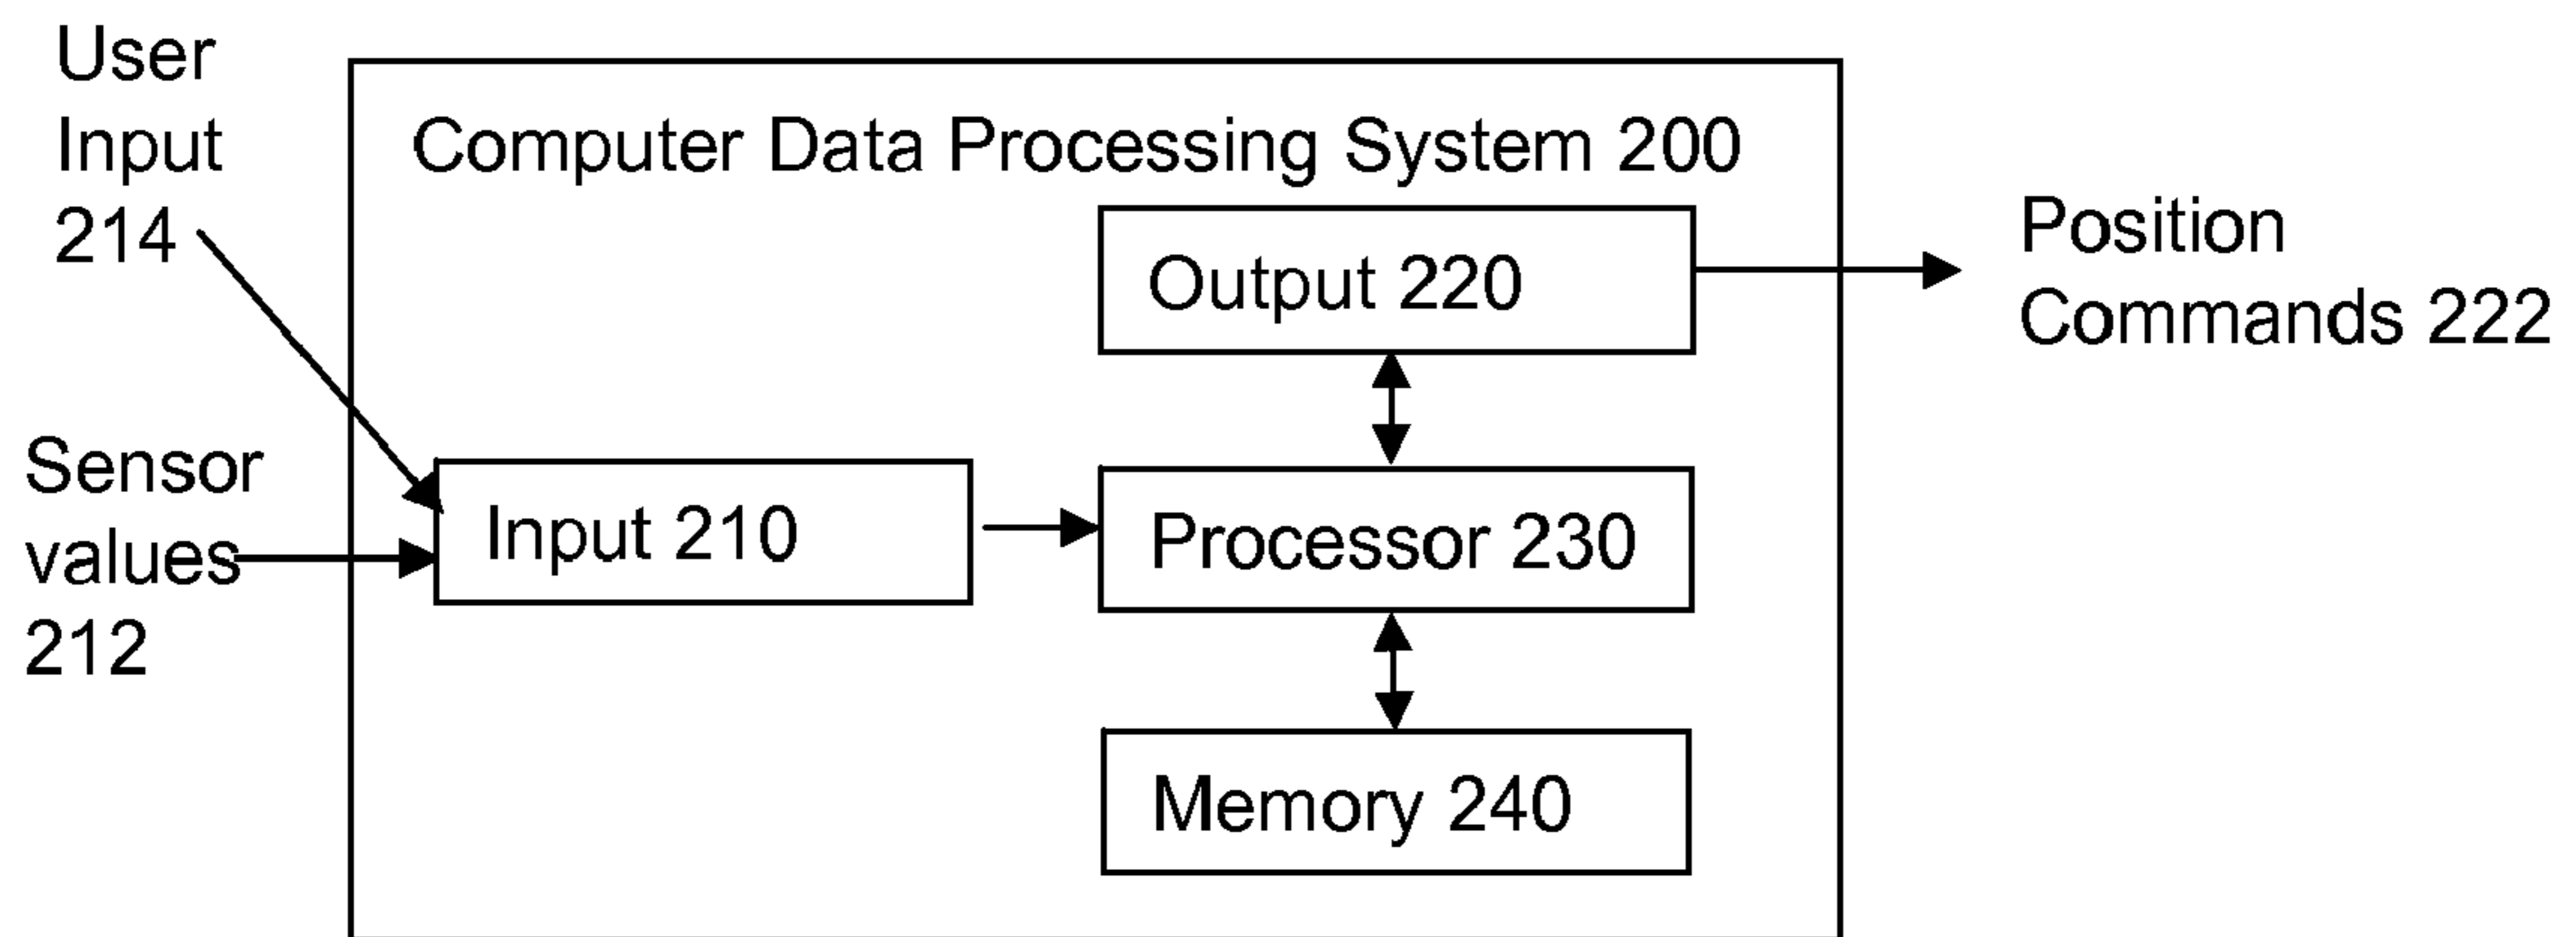 User
Input
214
Computer Data Processing System 200
Output 220
Position
Commands 222
Sensor
values
212
Input 210
Processor 230
Memory 240